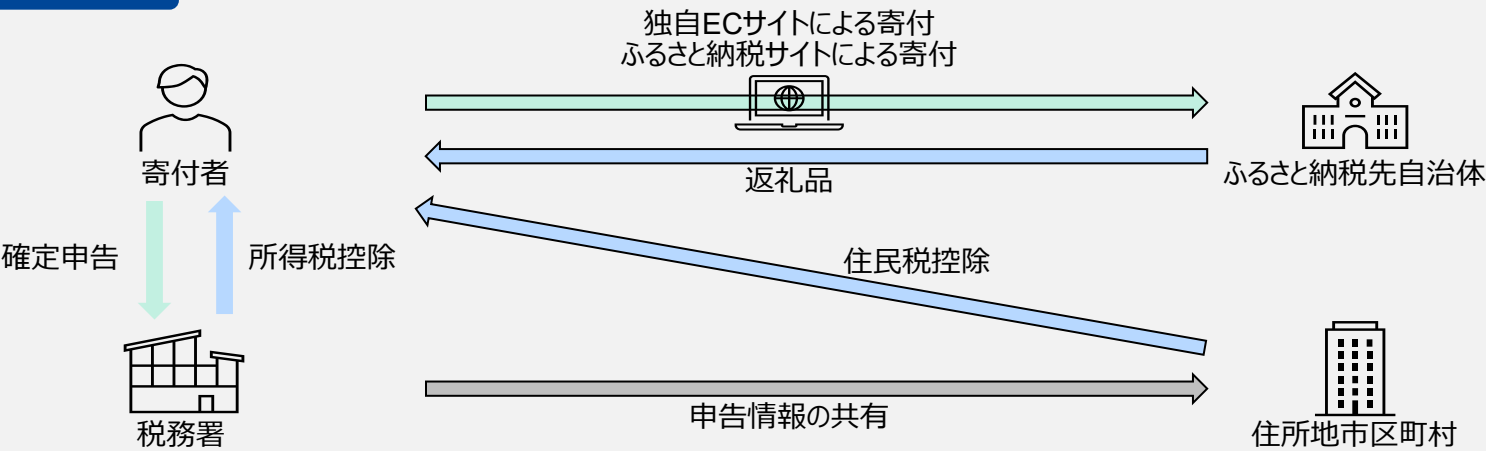 独自ECサイトによる寄付
ふるさと納税サイトによる寄付
寄付者
返礼品
ふるさと納税先自治体
確定申告
所得税控除
住民税控除
税務署
申告情報の共有
住所地市区町村